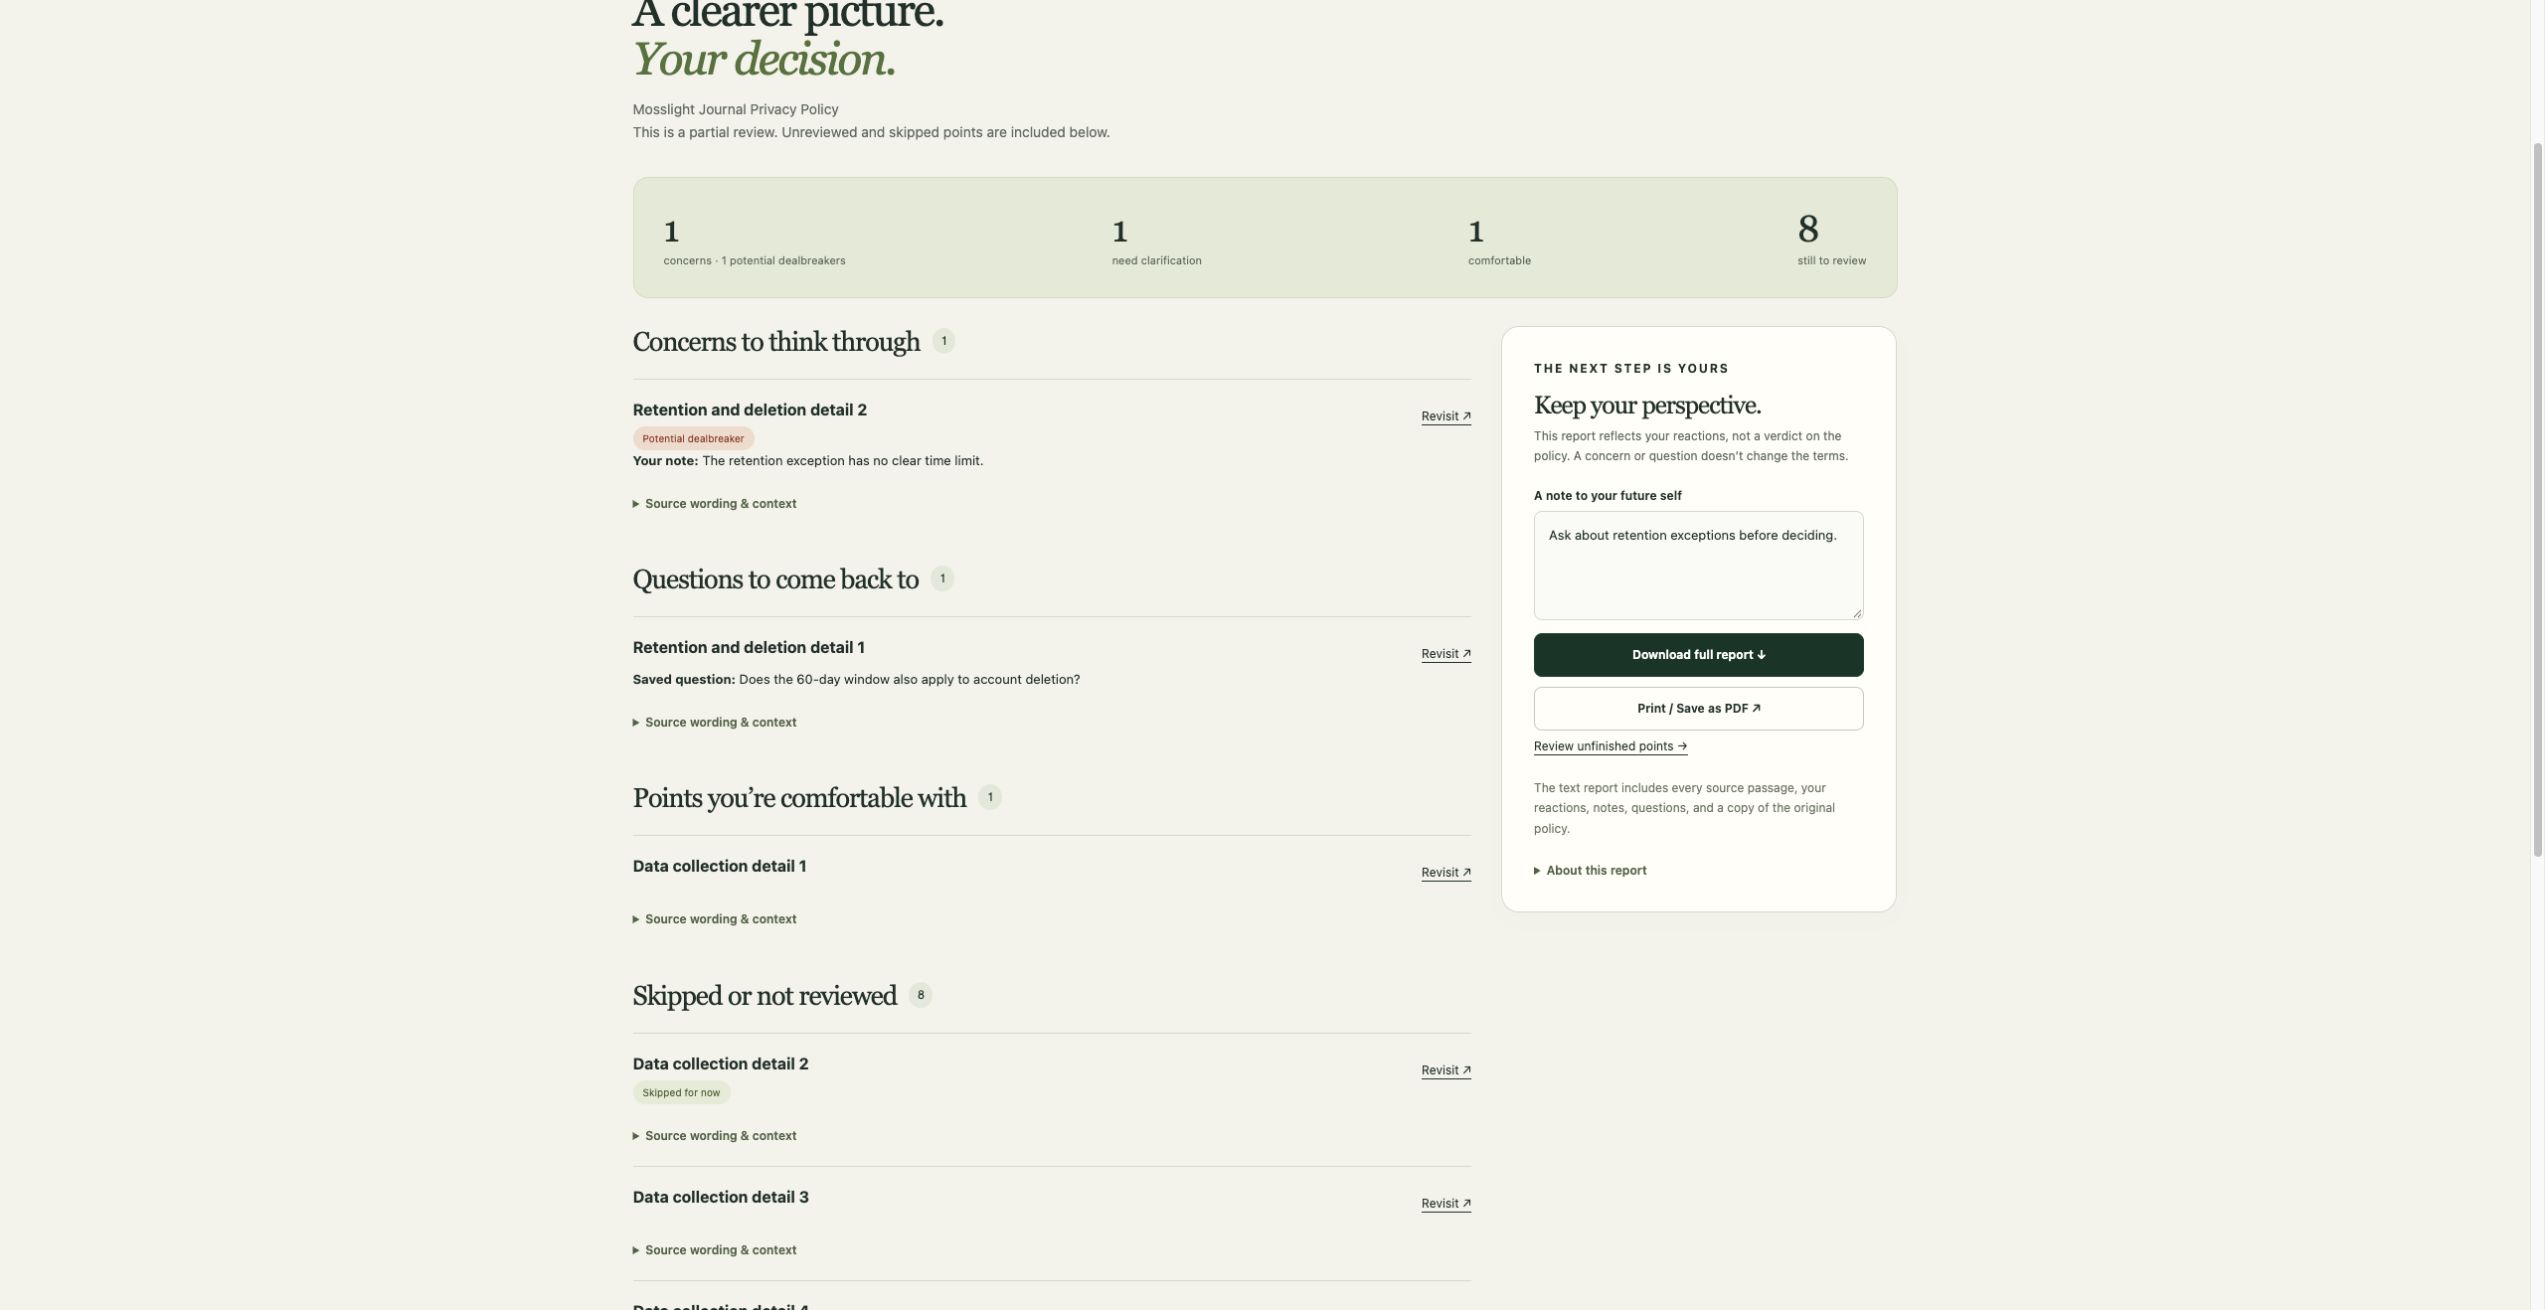 A clearer picture.
Your decision.
Mosslight Journal Privacy Policy
This is a partial review. Unreviewed and skipped points are included below.
1
concerns · 1 potential dealbreakers
1
need clarification
1
comfortable
8
still to review
Concerns to think through 1
Retention and deletion detail 2
Revisit ↗
Potential dealbreaker
Your note: The retention exception has no clear time limit.
▶ Source wording & context
Questions to come back to 1
Retention and deletion detail 1
Revisit ↗
Saved question: Does the 60-day window also apply to account deletion?
▶ Source wording & context
Points you’re comfortable with 1
Data collection detail 1
Revisit ↗
▶ Source wording & context
Skipped or not reviewed 8
Data collection detail 2
Revisit ↗
Skipped for now
▶ Source wording & context
Data collection detail 3
Revisit ↗
▶ Source wording & context
Data collection detail 4
THE NEXT STEP IS YOURS
Keep your perspective.
This report reflects your reactions, not a verdict on the
policy. A concern or question doesn’t change the terms.
A note to your future self
Ask about retention exceptions before deciding.
Download full report ↓
Print / Save as PDF ↗
Review unfinished points →
The text report includes every source passage, your
reactions, notes, questions, and a copy of the original
policy.
▶ About this report